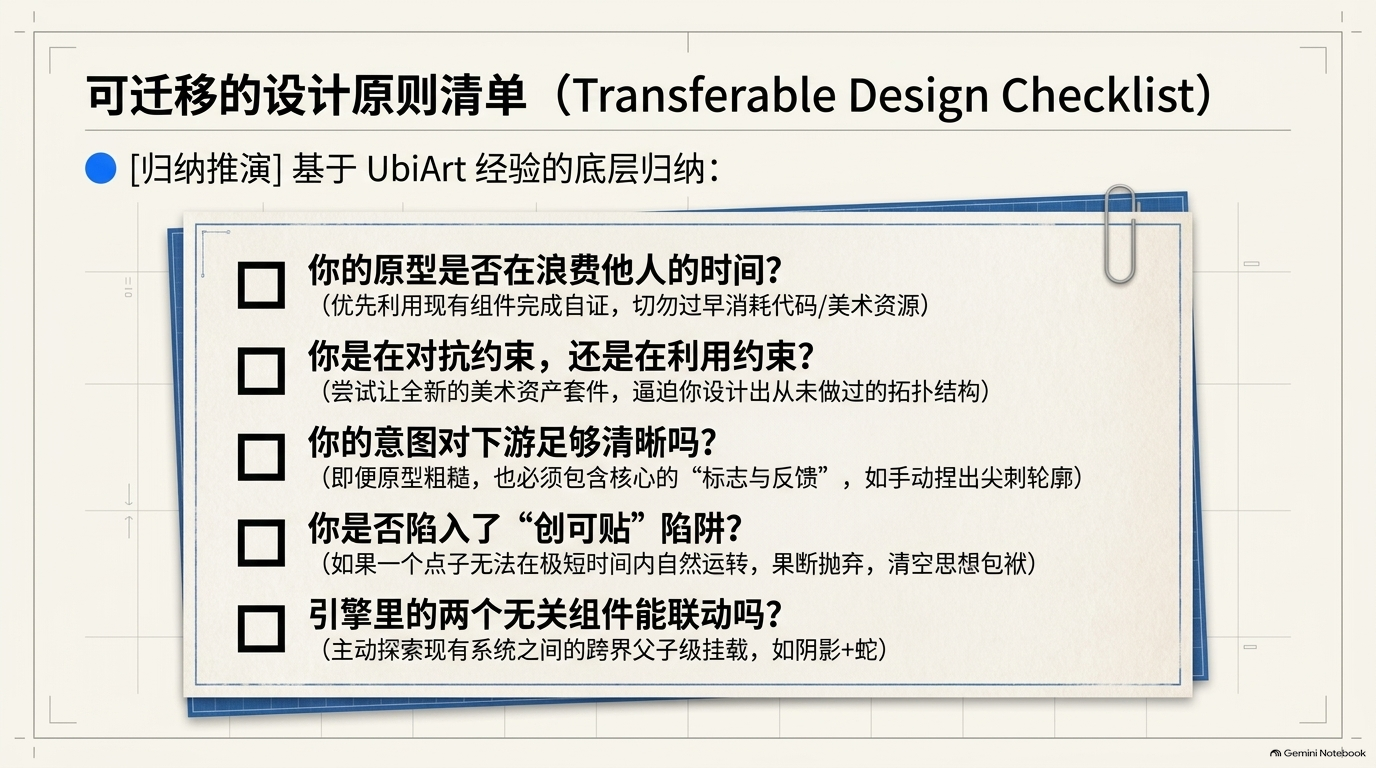 可迁移的设计原则清单（Transferable Design Checklist）
[归纳推演] 基于 UbiArt 经验的底层归纳：
你的原型是否在浪费他人的时间？
（优先利用现有组件完成自证，切勿过早消耗代码/美术资源）
你是在对抗约束，还是在利用约束？
（尝试让全新的美术资产套件，逼迫你设计出从未做过的拓扑结构）
你的意图对下游足够清晰吗？
（即便原型粗糙，也必须包含核心的“标志与反馈”，如手动捏出尖刺轮廓）
你是否陷入了“创可贴”陷阱？
（如果一个点子无法在极短时间内自然运转，果断抛弃，清空思想包袱）
引擎里的两个无关组件能联动吗？
（主动探索现有系统之间的跨界父子级挂载，如阴影+蛇）
Gemini Notebook